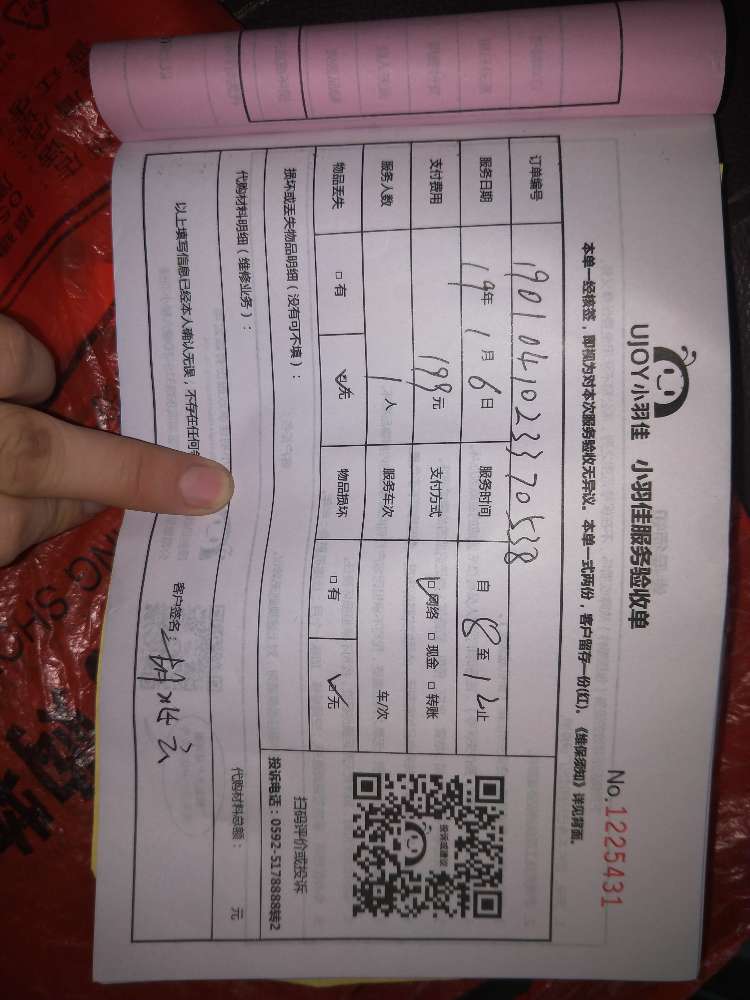 UJOY小羽佳 小羽佳服务验收单
No.1225431
本单一经核签，即视为对本次服务验收无异议。本单一式两份，客户留存一份(红)。《维保须知》详见背面。
订单编号 1901041023370538
服务日期 19年 1月 6日 服务时间 自 8 至 12 止
支付费用 199元 支付方式 ☑网络 □现金 □转账
服务人数 1人 服务车次 车/次
物品丢失 □有 ☑无 物品损坏 □有 ☑无
损坏或丢失物品明细（没有可不填）：
投诉或建议
扫码评价或投诉
投诉电话：0592-5178888转2
代购材料明细（维修业务）： 代购材料总额： 元
以上填写信息已经本人确认无误，不存在任何
客户签名：